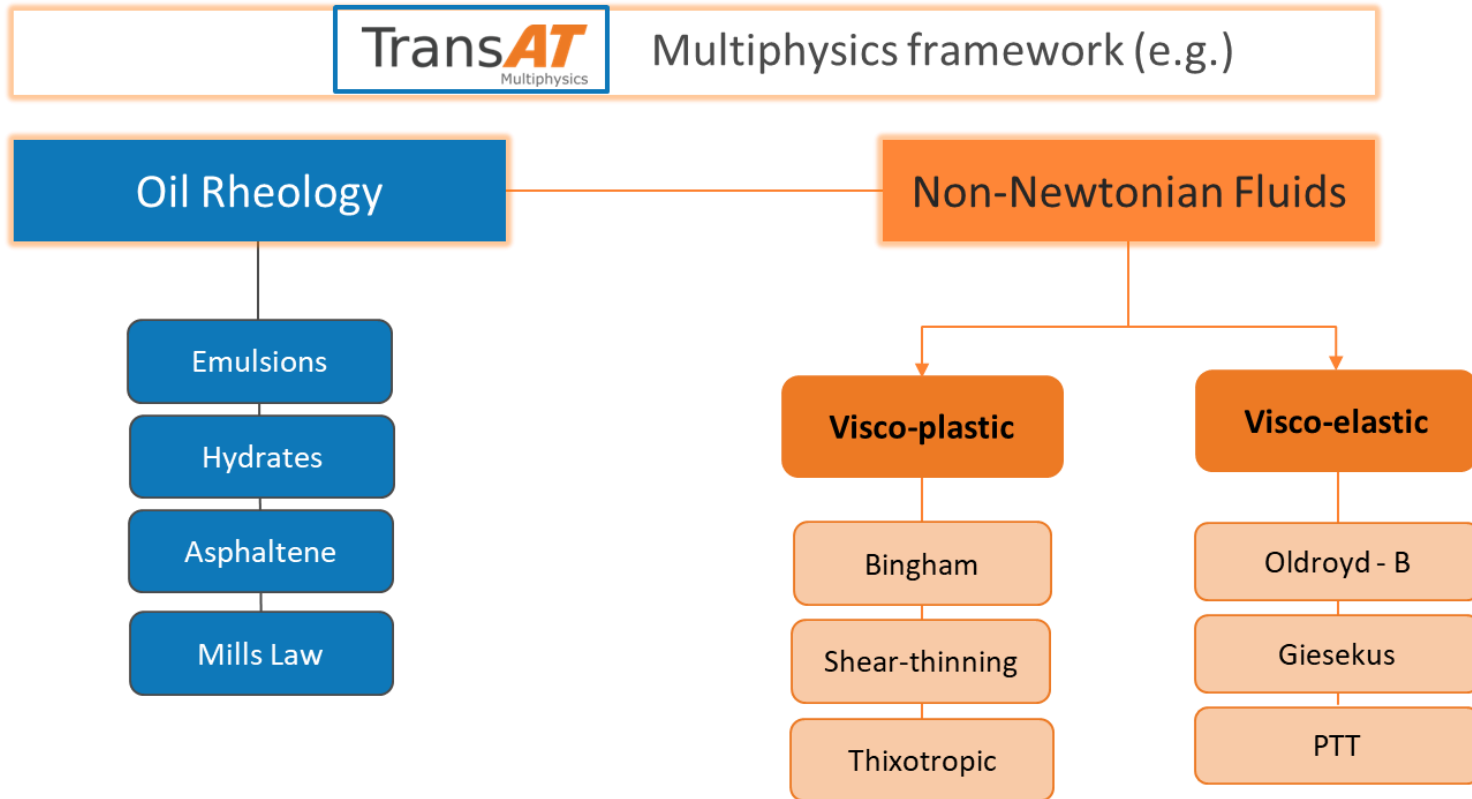 TransAT
Multiphysics
Multiphysics framework (e.g.)
Oil Rheology
Non-Newtonian Fluids
Emulsions
Hydrates
Asphaltene
Mills Law
Visco-plastic
Bingham
Shear-thinning
Thixotropic
Visco-elastic
Oldroyd - B
Giesekus
PTT